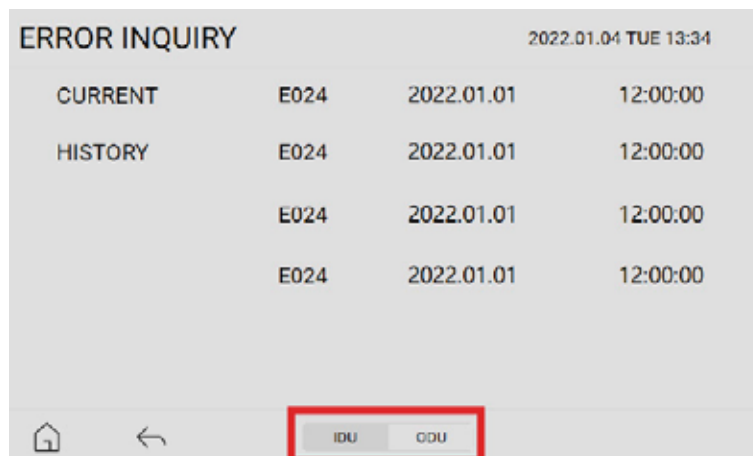 ERROR INQUIRY 2022.01.04 TUE 13:34
CURRENT E024 2022.01.01 12:00:00
HISTORY E024 2022.01.01 12:00:00
E024 2022.01.01 12:00:00
E024 2022.01.01 12:00:00
IDU ODU